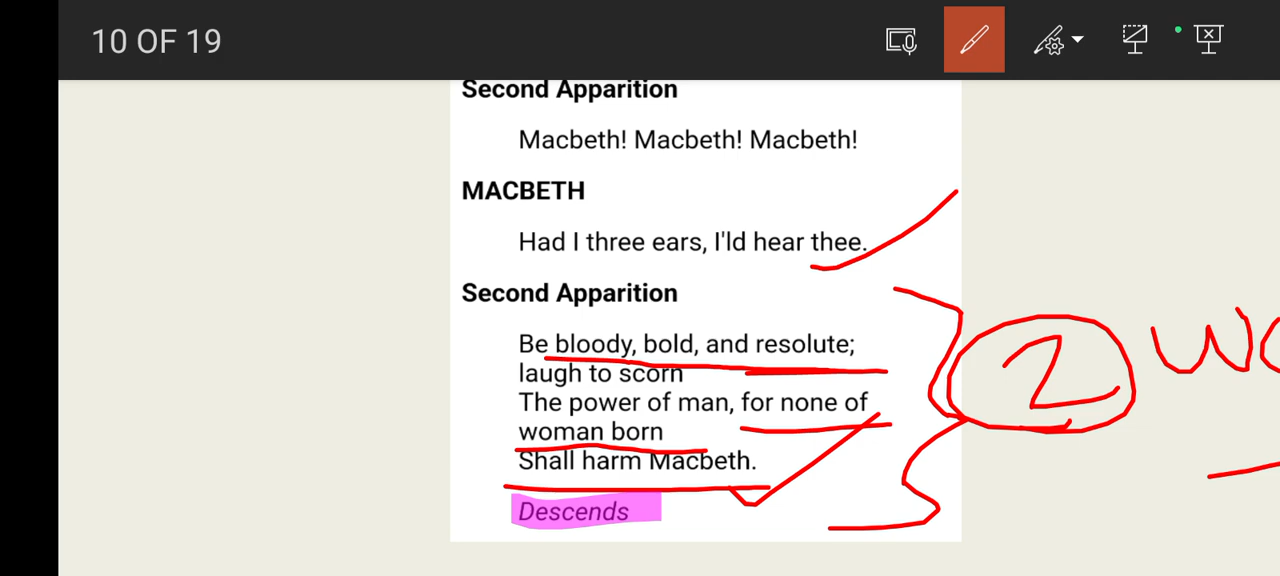 10 OF 19
Second Apparition
Macbeth! Macbeth! Macbeth!
MACBETH
Had I three ears, I'ld hear thee.
Second Apparition
Be bloody, bold, and resolute;
laugh to scorn
The power of man, for none of
woman born
Shall harm Macbeth.
Descends
2